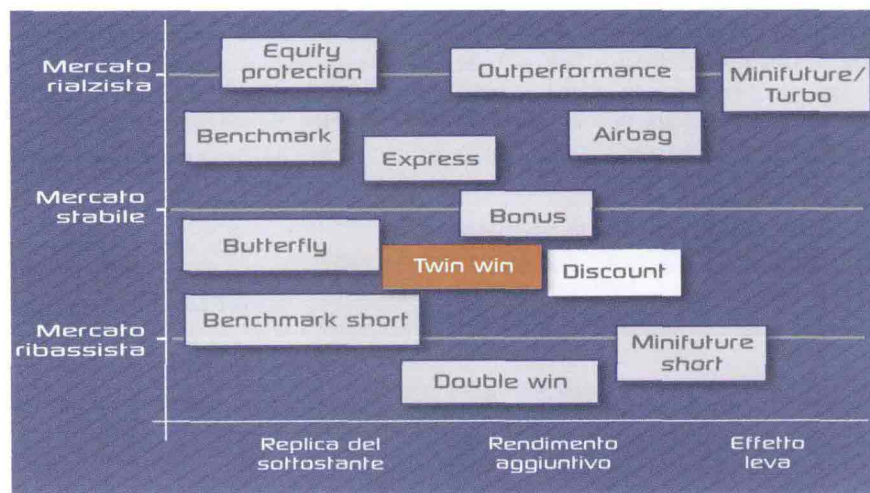 Mercato
rialzista
Equity
protection
Outperformance
Minifuture/
Turbo
Benchmark
Express
Airbag
Mercato
stabile
Bonus
Butterfly
Twin win
Discount
Benchmark short
Mercato
ribassista
Minifuture
short
Double win
Replica del
sottostante
Rendimento
aggiuntivo
Effetto
leva